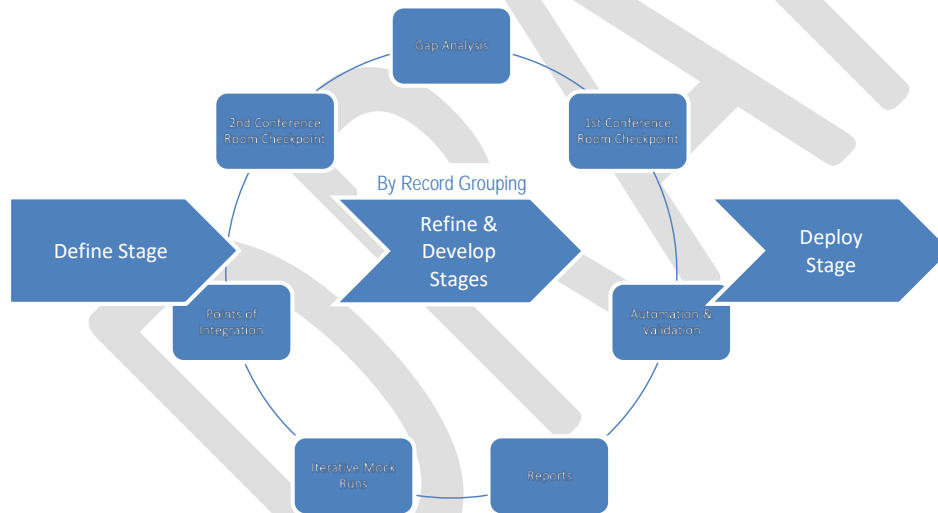 Gap Analysis
2nd Conference
Room Checkpoint
1st Conference
Room Checkpoint
By Record Grouping
Define Stage
Refine &
Develop
Stages
Deploy
Stage
Points of
Integration
Automation &
Validation
Iterative Mock
Runs
Reports
DRAFT